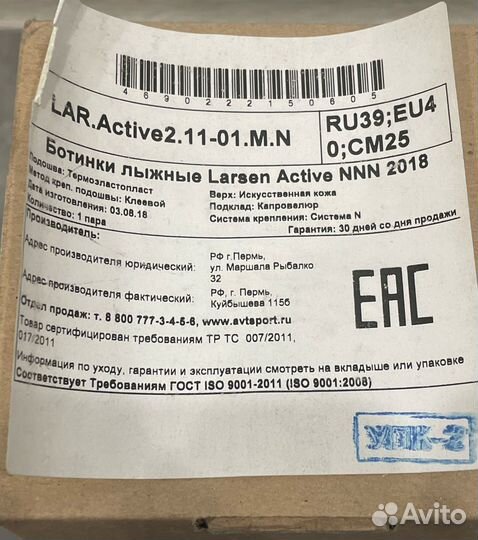 4690222150605
LAR.Active2.11-01.M.N
RU39;EU4
0;CM25
Ботинки лыжные Larsen Active NNN 2018
Подошва: Термоэластопласт
Метод креп. подошвы: Клеевой
Дата изготовления: 03.08.18
Количество: 1 пара
Производитель:
Верх: Искусственная кожа
Подклад: Капровелюр
Система крепления: Система N
Гарантия: 30 дней со дня продажи
Адрес производителя юридический:
РФ г.Пермь,
ул. Маршала Рыбалко
32
Адрес производителя фактический:
РФ, г. Пермь,
Куйбышева 115б
EAC
Отдел продаж: т. 8 800 777-3-4-5-6, www.avtsport.ru
Товар сертифицирован требованиям ТР ТС 007/2011,
017/2011
Информация по уходу, гарантии и эксплуатации смотреть на вкладыше или упаковке
Соответствует Требованиям ГОСТ ISO 9001-2011 (ISO 9001:2008)
УПК-2
Avito